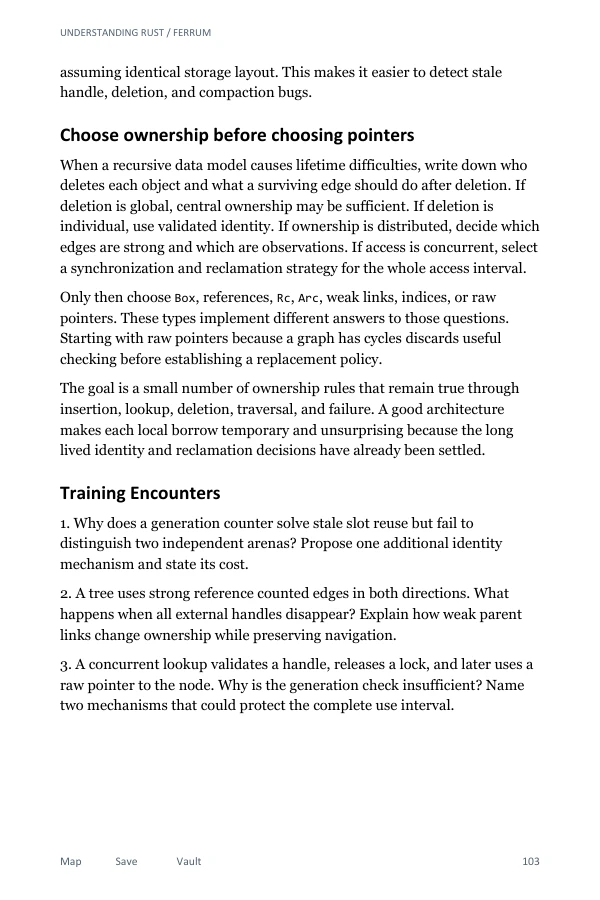 UNDERSTANDING RUST / FERRUM
assuming identical storage layout. This makes it easier to detect stale
handle, deletion, and compaction bugs.
Choose ownership before choosing pointers
When a recursive data model causes lifetime difficulties, write down who
deletes each object and what a surviving edge should do after deletion. If
deletion is global, central ownership may be sufficient. If deletion is
individual, use validated identity. If ownership is distributed, decide which
edges are strong and which are observations. If access is concurrent, select
a synchronization and reclamation strategy for the whole access interval.
Only then choose Box, references, Rc, Arc, weak links, indices, or raw
pointers. These types implement different answers to those questions.
Starting with raw pointers because a graph has cycles discards useful
checking before establishing a replacement policy.
The goal is a small number of ownership rules that remain true through
insertion, lookup, deletion, traversal, and failure. A good architecture
makes each local borrow temporary and unsurprising because the long
lived identity and reclamation decisions have already been settled.
Training Encounters
1. Why does a generation counter solve stale slot reuse but fail to
distinguish two independent arenas? Propose one additional identity
mechanism and state its cost.
2. A tree uses strong reference counted edges in both directions. What
happens when all external handles disappear? Explain how weak parent
links change ownership while preserving navigation.
3. A concurrent lookup validates a handle, releases a lock, and later uses a
raw pointer to the node. Why is the generation check insufficient? Name
two mechanisms that could protect the complete use interval.
Map Save Vault 103